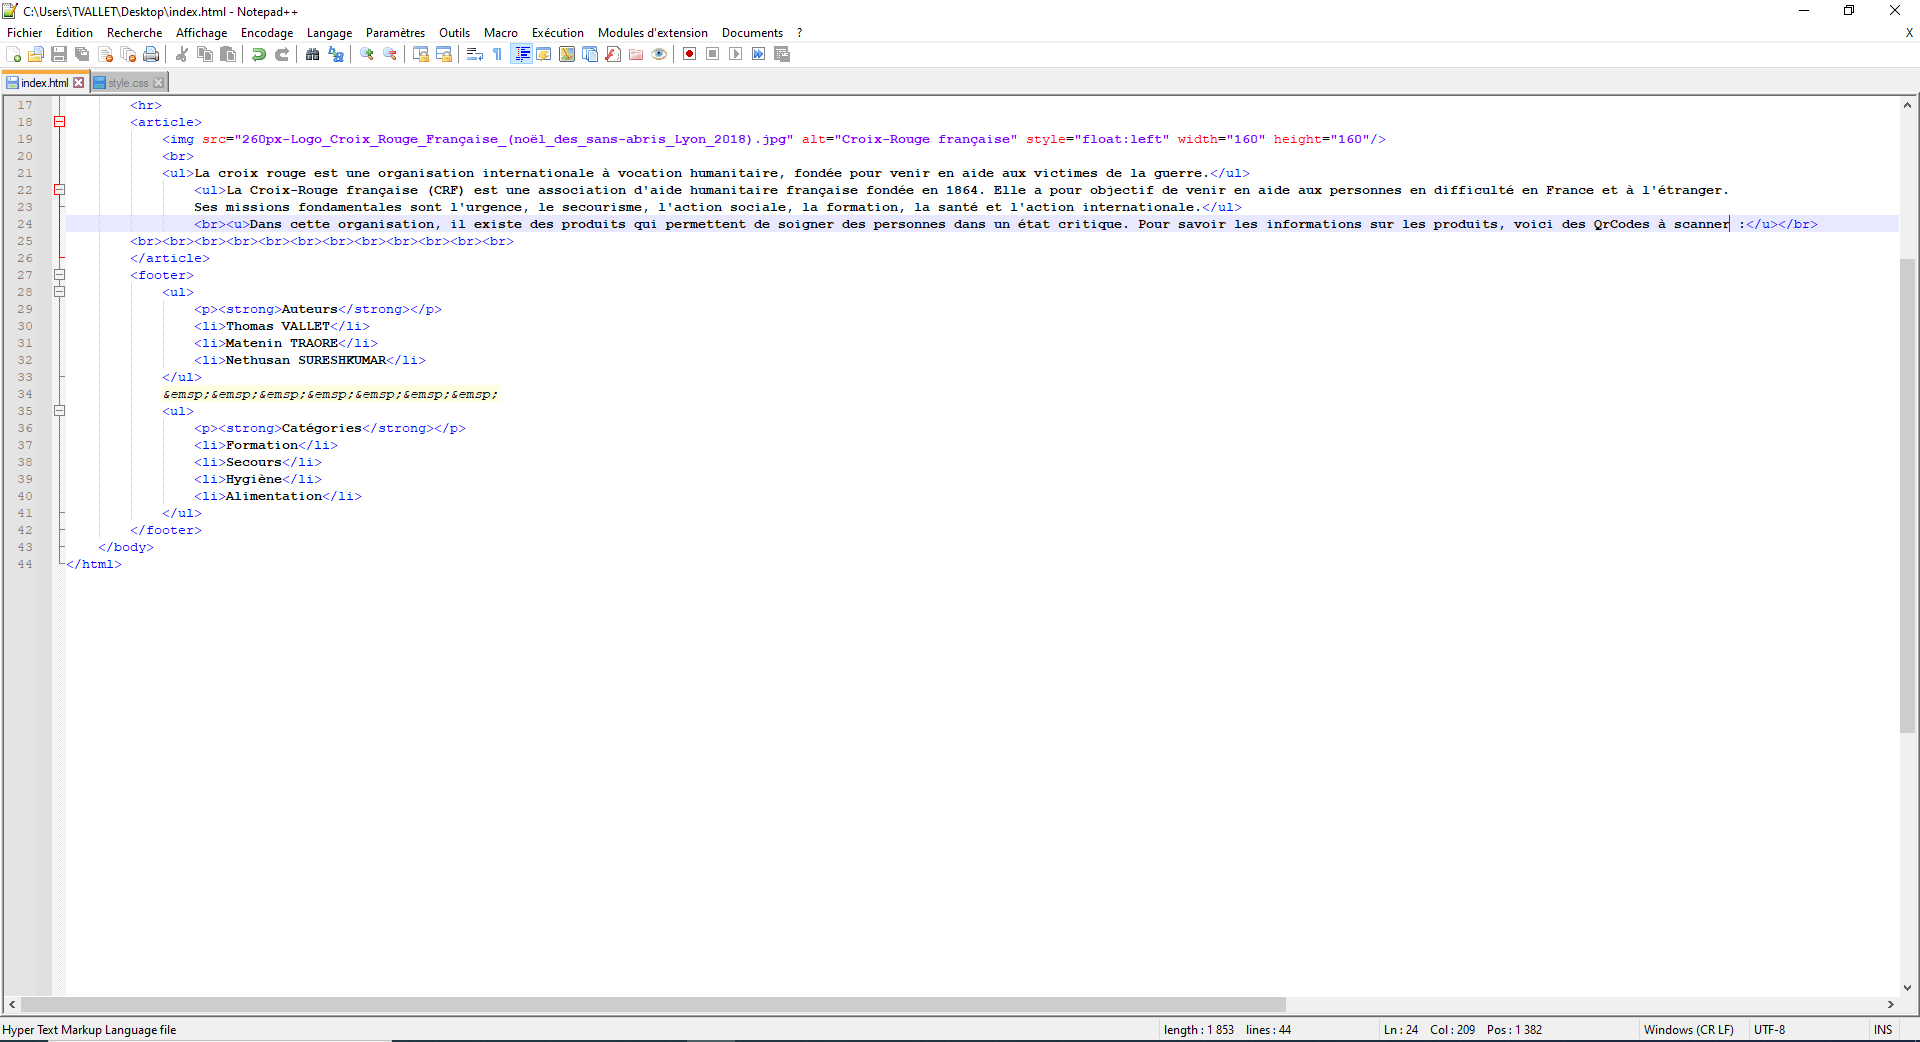 C:\Users\TVALLET\Desktop\index.html - Notepad++
Fichier Édition Recherche Affichage Encodage Langage Paramètres Outils Macro Exécution Modules d'extension Documents ? X
index.html style.css
17 <hr>
18 <article>
19 <img src="260px-Logo_Croix_Rouge_Française_(noël_des_sans-abris_Lyon_2018).jpg" alt="Croix-Rouge française" style="float:left" width="160" height="160"/>
20 <br>
21 <ul>La croix rouge est une organisation internationale à vocation humanitaire, fondée pour venir en aide aux victimes de la guerre.</ul>
22 <ul>La Croix-Rouge française (CRF) est une association d'aide humanitaire française fondée en 1864. Elle a pour objectif de venir en aide aux personnes en difficulté en France et à l'étranger.
23 Ses missions fondamentales sont l'urgence, le secourisme, l'action sociale, la formation, la santé et l'action internationale.</ul>
24 <br><u>Dans cette organisation, il existe des produits qui permettent de soigner des personnes dans un état critique. Pour savoir les informations sur les produits, voici des QrCodes à scanner :</u></br>
25 <br><br><br><br><br><br><br><br><br><br><br><br>
26 </article>
27 <footer>
28 <ul>
29 <p><strong>Auteurs</strong></p>
30 <li>Thomas VALLET</li>
31 <li>Matenin TRAORE</li>
32 <li>Nethusan SURESHKUMAR</li>
33 </ul>
34 &emsp;&emsp;&emsp;&emsp;&emsp;&emsp;&emsp;
35 <ul>
36 <p><strong>Catégories</strong></p>
37 <li>Formation</li>
38 <li>Secours</li>
39 <li>Hygiène</li>
40 <li>Alimentation</li>
41 </ul>
42 </footer>
43 </body>
44 </html>
Hyper Text Markup Language file length : 1 853 lines : 44 Ln : 24 Col : 209 Pos : 1 382 Windows (CR LF) UTF-8 INS